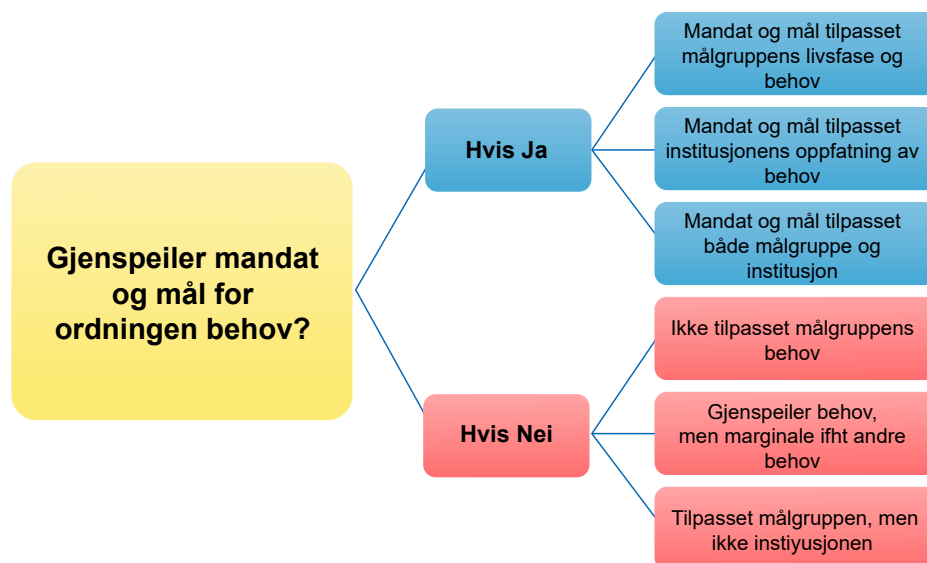 Gjenspeiler mandat
og mål for
ordningen behov?
Hvis Ja
Mandat og mål tilpasset
målgruppens livsfase og
behov
Mandat og mål tilpasset
institusjonens oppfatning av
behov
Mandat og mål tilpasset
både målgruppe og
institusjon
Hvis Nei
Ikke tilpasset målgruppens
behov
Gjenspeiler behov,
men marginale ifht andre
behov
Tilpasset målgruppen, men
ikke instiyusjonen